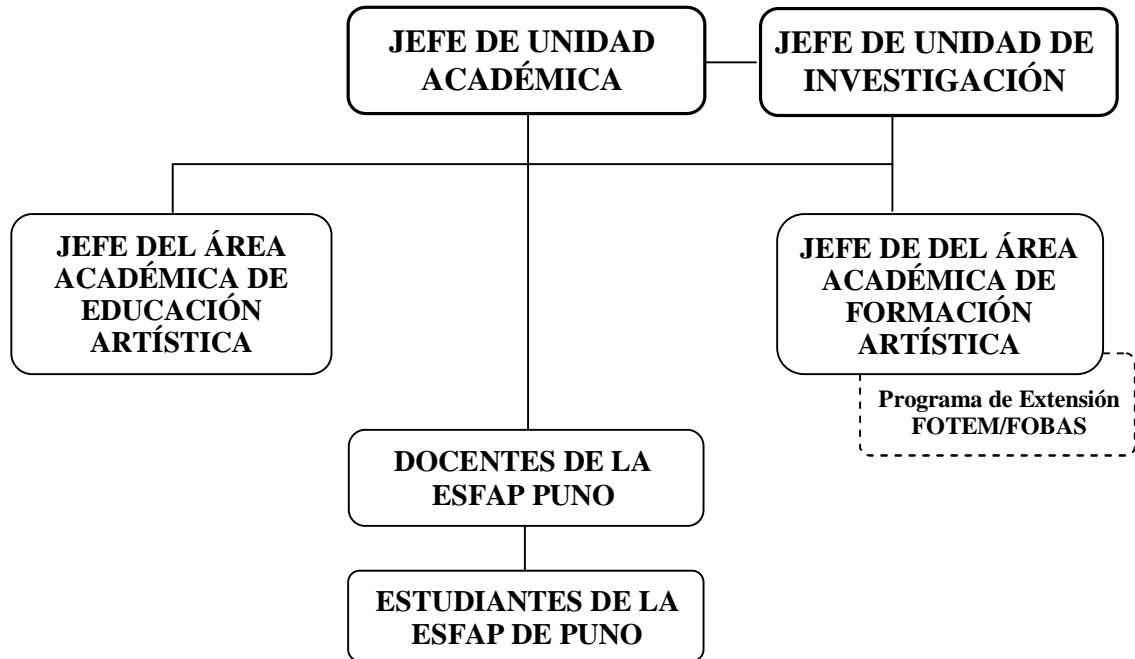 JEFE DE UNIDAD
ACADÉMICA
JEFE DE UNIDAD DE
INVESTIGACIÓN
JEFE DEL ÁREA
ACADÉMICA DE
EDUCACIÓN
ARTÍSTICA
JEFE DE DEL ÁREA
ACADÉMICA DE
FORMACIÓN
ARTÍSTICA
Programa de Extensión
FOTEM/FOBAS
DOCENTES DE LA
ESFAP PUNO
ESTUDIANTES DE LA
ESFAP DE PUNO